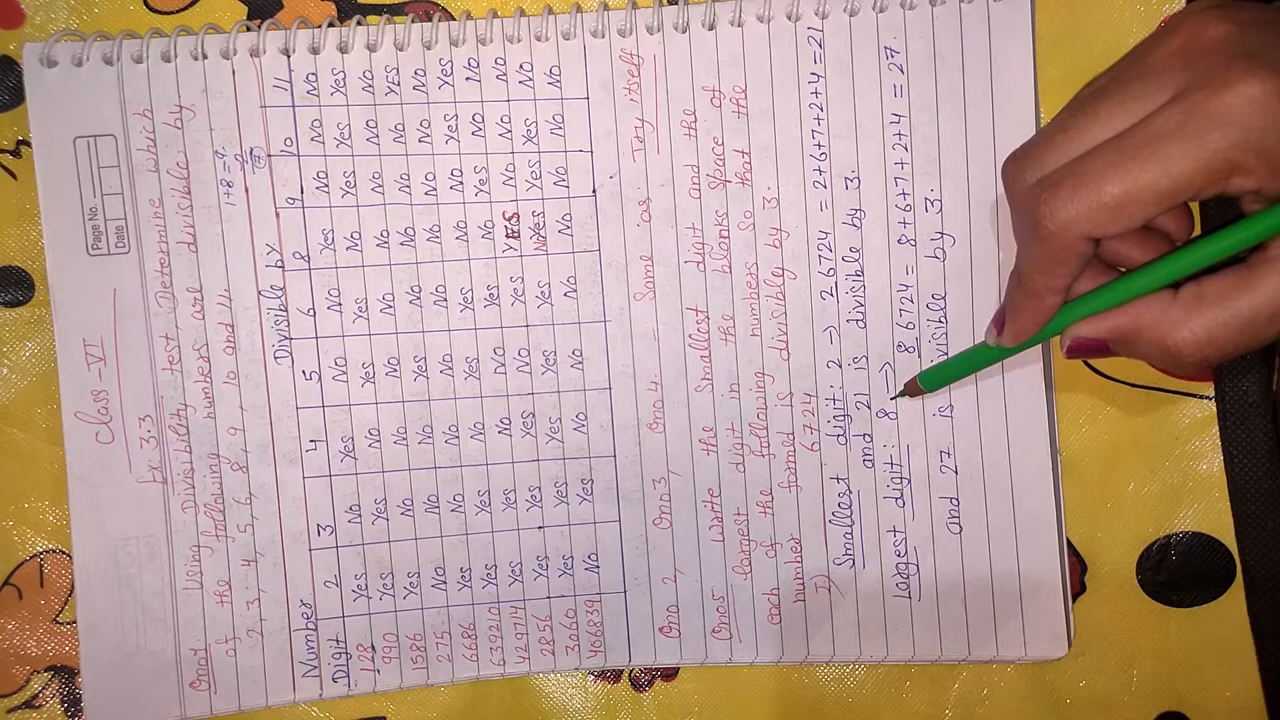 Page No.
Date
Class - VI
Ex 3.3
Qno1. Using Divisibility test, Determine which
of the following numbers are divisible by
2, 3, 4, 5, 6, 8, 9, 10 and 11.
1+8=9.
Number Divisible by
Digit 2 3 4 5 6 8 9 10 11
128 Yes No Yes No No Yes No No No
990 Yes Yes No Yes Yes No Yes Yes Yes
1586 Yes No No No No No No No No
275 No No No Yes No No No No YES
6686 Yes No No No No No No No No
639210 Yes Yes No Yes Yes No No Yes Yes
429714 Yes Yes No No Yes No Yes No No
2856 Yes Yes Yes No Yes YES No No No
3060 Yes Yes Yes Yes Yes Yes Yes Yes No
406839 No Yes No No No No No No No
Qno 2, Qno 3, Qno 4. - Same as. Try itself
Qno5 Write the Smallest digit and the
largest digit in the blanks space of
each of the following numbers so that the
number formed is divisibly by 3.
I) 6724
Smallest digit: 2 → 2 6724 = 2+6+7+2+4 = 21
and 21 is divisible by 3.
Largest digit: 8 → 8 6724 = 8+6+7+2+4 = 27.
and 27 is divisible by 3.